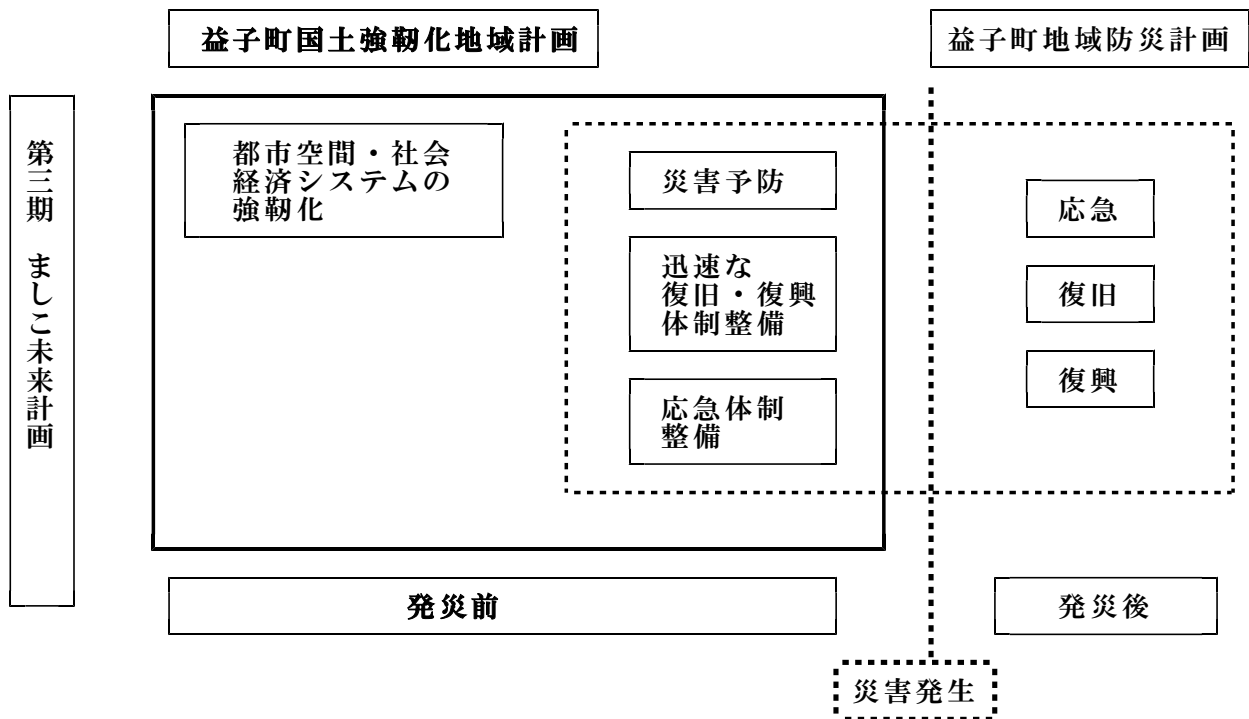 益子町国土強靭化地域計画
益子町地域防災計画
第三期 ましこ未来計画
都市空間・社会
経済システムの
強靭化
災害予防
迅速な
復旧・復興
体制整備
応急体制
整備
応急
復旧
復興
発災前
発災後
災害発生